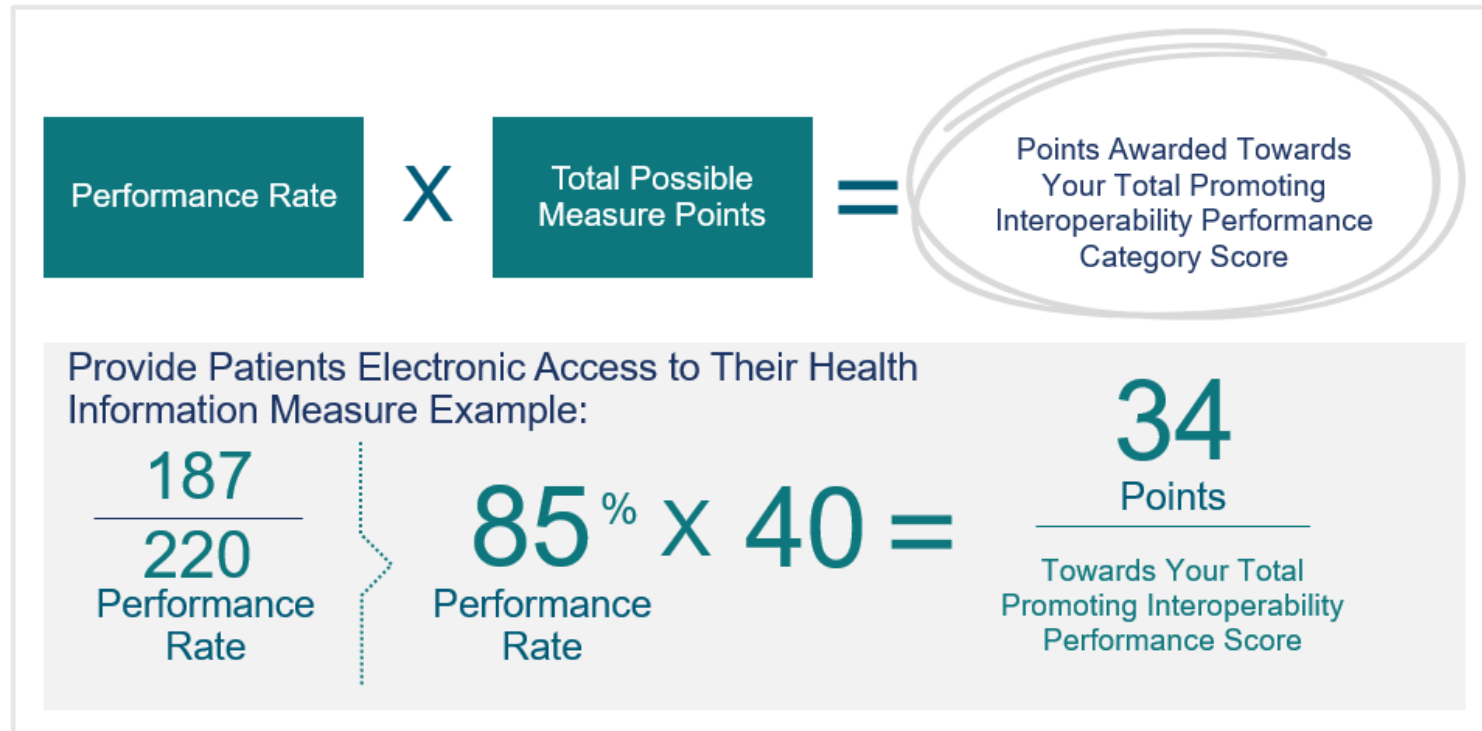 Performance Rate
X
Total Possible
Measure Points
=
Points Awarded Towards
Your Total Promoting
Interoperability Performance
Category Score
Provide Patients Electronic Access to Their Health
Information Measure Example:
187
220
Performance
Rate
85% X 40 =
Performance
Rate
34
Points
Towards Your Total
Promoting Interoperability
Performance Score